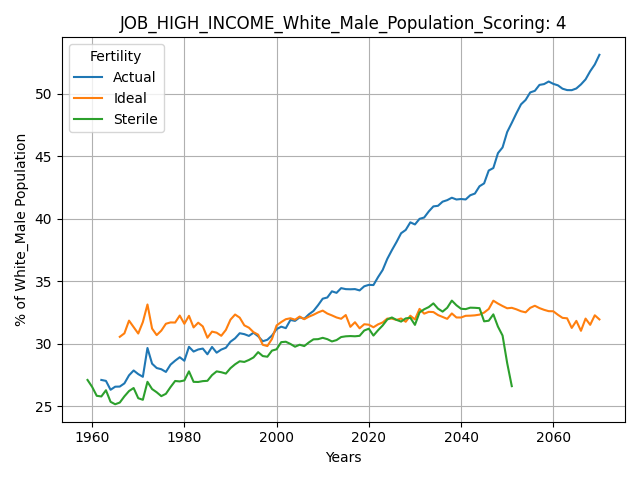 JOB_HIGH_INCOME_White_Male_Population_Scoring: 4
Fertility
Actual
Ideal
Sterile
% of White_Male Population
50
45
40
35
30
25
1960 1980 2000 2020 2040 2060
Years